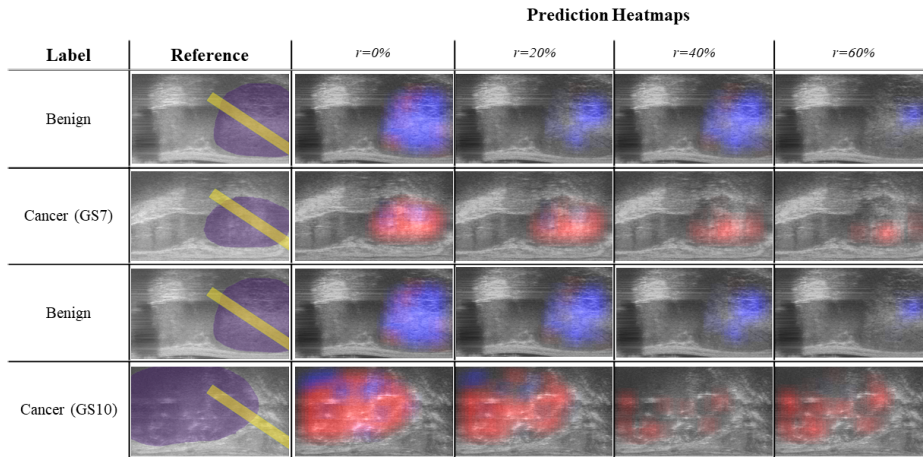 Prediction Heatmaps
Label Reference r=0% r=20% r=40% r=60%
Benign
Cancer (GS7)
Benign
Cancer (GS10)